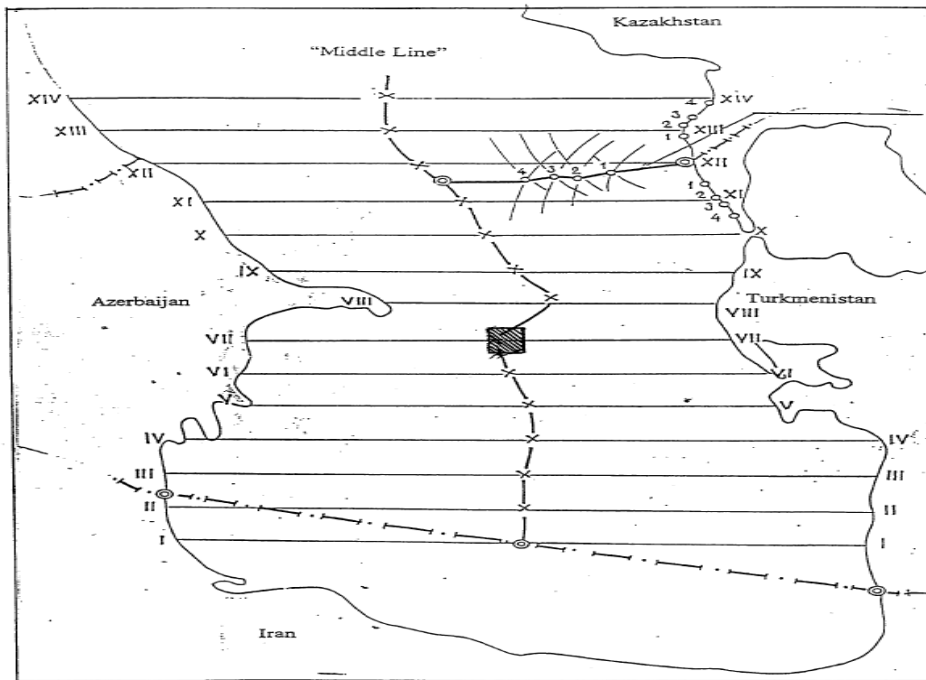 Kazakhstan
"Middle Line"
XIV
4
XIV
3
2
XIII
XIII
1
XII
1
XII
2
3
4
1
XI
2
XI
3
4
X
X
IX
IX
Azerbaijan
VIII
Turkmenistan
VIII
VII
VII
VI
VI
V
V
IV
IV
III
III
II
II
I
I
Iran